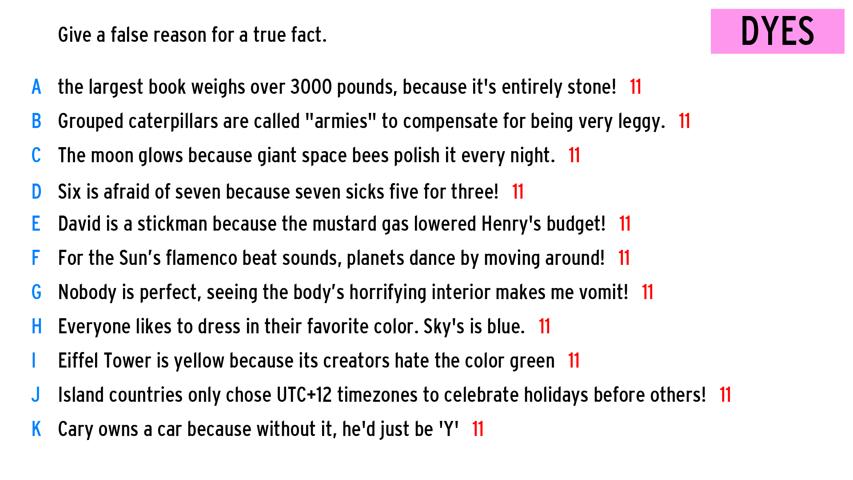 Give a false reason for a true fact.
DYES
A the largest book weighs over 3000 pounds, because it's entirely stone! 11
B Grouped caterpillars are called "armies" to compensate for being very leggy. 11
C The moon glows because giant space bees polish it every night. 11
D Six is afraid of seven because seven sicks five for three! 11
E David is a stickman because the mustard gas lowered Henry's budget! 11
F For the Sun’s flamenco beat sounds, planets dance by moving around! 11
G Nobody is perfect, seeing the body’s horrifying interior makes me vomit! 11
H Everyone likes to dress in their favorite color. Sky's is blue. 11
I Eiffel Tower is yellow because its creators hate the color green 11
J Island countries only chose UTC+12 timezones to celebrate holidays before others! 11
K Cary owns a car because without it, he'd just be 'Y' 11